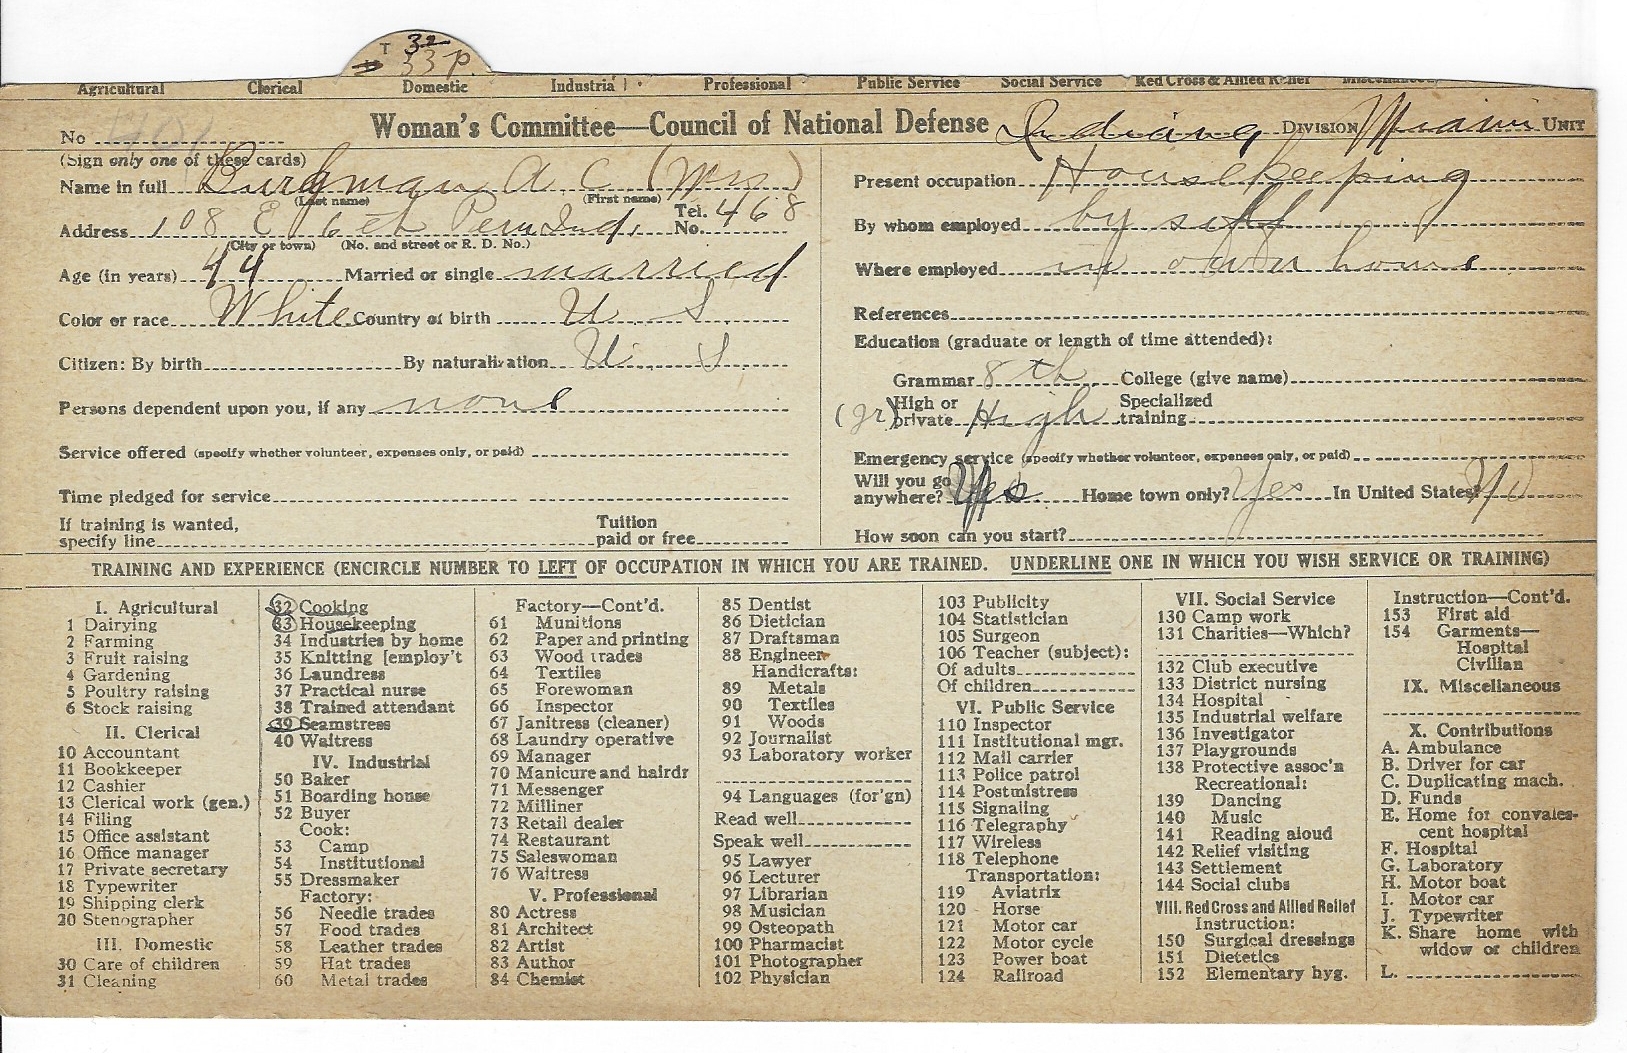 T 32
33 p.
Agricultural Clerical Domestic Industrial Professional Public Service Social Service Red Cross & Allied Relief Miscellaneous
Woman's Committee—Council of National Defense Indiana DIVISION Miami UNIT
No
(Sign only one of these cards)
Name in full Burgman A C (Mrs)
(Last name) (First name)
Address 108 E 6th Peru Ind. Tel. No. 468
(City or town) (No. and street or R. D. No.)
Age (in years) 44 Married or single married
Color or race White Country of birth U. S.
Citizen: By birth By naturalization U. S.
Persons dependent upon you, if any none
Service offered (specify whether volunteer, expenses only, or paid)
Time pledged for service
If training is wanted, specify line Tuition paid or free
Present occupation Housekeeping
By whom employed by self
Where employed in own home
References
Education (graduate or length of time attended):
Grammar 8th College (give name)
(Jr) High or private High Specialized training
Emergency service (specify whether volunteer, expenses only, or paid)
Will you go anywhere? Home town only? Yes In United States? No
How soon can you start?
TRAINING AND EXPERIENCE (ENCIRCLE NUMBER TO LEFT OF OCCUPATION IN WHICH YOU ARE TRAINED. UNDERLINE ONE IN WHICH YOU WISH SERVICE OR TRAINING)
I. Agricultural
1 Dairying
2 Farming
3 Fruit raising
4 Gardening
5 Poultry raising
6 Stock raising
II. Clerical
10 Accountant
11 Bookkeeper
12 Cashier
13 Clerical work (gen.)
14 Filing
15 Office assistant
16 Office manager
17 Private secretary
18 Typewriter
19 Shipping clerk
20 Stenographer
III. Domestic
30 Care of children
31 Cleaning
32 Cooking
33 Housekeeping
34 Industries by home
35 Knitting [employ't
36 Laundress
37 Practical nurse
38 Trained attendant
39 Seamstress
40 Waitress
IV. Industrial
50 Baker
51 Boarding house
52 Buyer
Cook:
53 Camp
54 Institutional
55 Dressmaker
Factory:
56 Needle trades
57 Food trades
58 Leather trades
59 Hat trades
60 Metal trades
Factory—Cont'd.
61 Munitions
62 Paper and printing
63 Wood trades
64 Textiles
65 Forewoman
66 Inspector
67 Janitress (cleaner)
68 Laundry operative
69 Manager
70 Manicure and hairdr
71 Messenger
72 Milliner
73 Retail dealer
74 Restaurant
75 Saleswoman
76 Waitress
V. Professional
80 Actress
81 Architect
82 Artist
83 Author
84 Chemist
85 Dentist
86 Dietician
87 Draftsman
88 Engineer
Handicrafts:
89 Metals
90 Textiles
91 Woods
92 Journalist
93 Laboratory worker
94 Languages (for'gn)
Read well
Speak well
95 Lawyer
96 Lecturer
97 Librarian
98 Musician
99 Osteopath
100 Pharmacist
101 Photographer
102 Physician
103 Publicity
104 Statistician
105 Surgeon
106 Teacher (subject):
Of adults
Of children
VI. Public Service
110 Inspector
111 Institutional mgr.
112 Mail carrier
113 Police patrol
114 Postmistress
115 Signaling
116 Telegraphy
117 Wireless
118 Telephone
Transportation:
119 Aviatrix
120 Horse
121 Motor car
122 Motor cycle
123 Power boat
124 Railroad
VII. Social Service
130 Camp work
131 Charities—Which?
132 Club executive
133 District nursing
134 Hospital
135 Industrial welfare
136 Investigator
137 Playgrounds
138 Protective assoc'n
Recreational:
139 Dancing
140 Music
141 Reading aloud
142 Relief visiting
143 Settlement
144 Social clubs
VIII. Red Cross and Allied Relief
Instruction:
150 Surgical dressings
151 Dietetics
152 Elementary hyg.
Instruction—Cont'd.
153 First aid
154 Garments—
Hospital
Civilian
IX. Miscellaneous
X. Contributions
A. Ambulance
B. Driver for car
C. Duplicating mach.
D. Funds
E. Home for convales-
cent hospital
F. Hospital
G. Laboratory
H. Motor boat
I. Motor car
J. Typewriter
K. Share home with
widow or children
L.